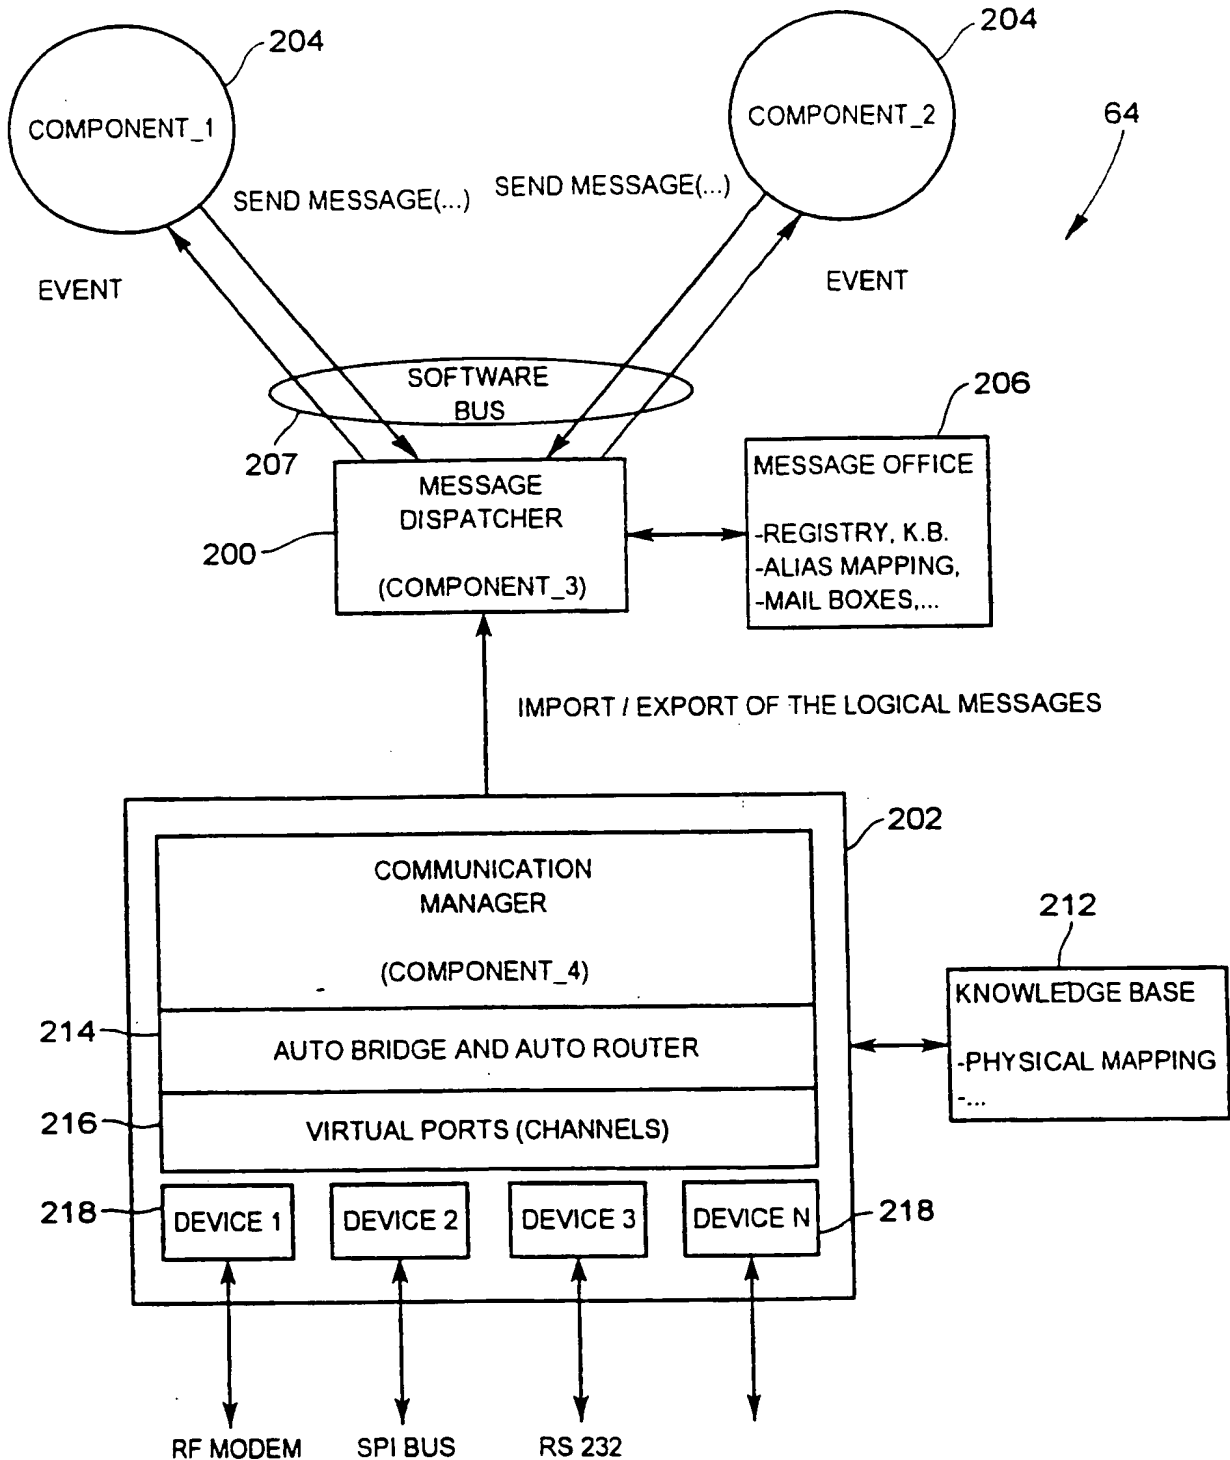 204
204
COMPONENT_1
COMPONENT_2
64
SEND MESSAGE(...)
SEND MESSAGE(...)
EVENT
EVENT
SOFTWARE
BUS
207
206
MESSAGE
DISPATCHER
(COMPONENT_3)
200
MESSAGE OFFICE
-REGISTRY, K.B.
-ALIAS MAPPING,
-MAIL BOXES,...
IMPORT / EXPORT OF THE LOGICAL MESSAGES
202
COMMUNICATION
MANAGER
(COMPONENT_4)
212
KNOWLEDGE BASE
-PHYSICAL MAPPING
-...
214
AUTO BRIDGE AND AUTO ROUTER
216
VIRTUAL PORTS (CHANNELS)
218
DEVICE 1
DEVICE 2
DEVICE 3
DEVICE N
218
RF MODEM
SPI BUS
RS 232